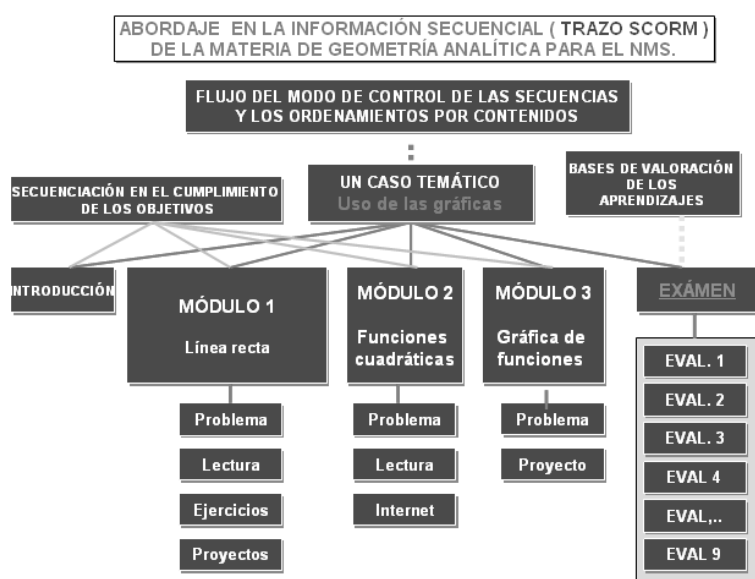 ABORDAJE EN LA INFORMACIÓN SECUENCIAL ( TRAZO SCORM )
DE LA MATERIA DE GEOMETRÍA ANALÍTICA PARA EL NMS.
FLUJO DEL MODO DE CONTROL DE LAS SECUENCIAS
Y LOS ORDENAMIENTOS POR CONTENIDOS
SECUENCIACIÓN EN EL CUMPLIMIENTO
DE LOS OBJETIVOS
UN CASO TEMÁTICO
Uso de las gráficas
BASES DE VALORACIÓN
DE LOS
APRENDIZAJES
INTRODUCCIÓN
MÓDULO 1
Línea recta
MÓDULO 2
Funciones
cuadráticas
MÓDULO 3
Gráfica de
funciones
EXÁMEN
Problema
Lectura
Ejercicios
Proyectos
Problema
Lectura
Internet
Problema
Proyecto
EVAL. 1
EVAL. 2
EVAL. 3
EVAL 4
EVAL,..
EVAL 9